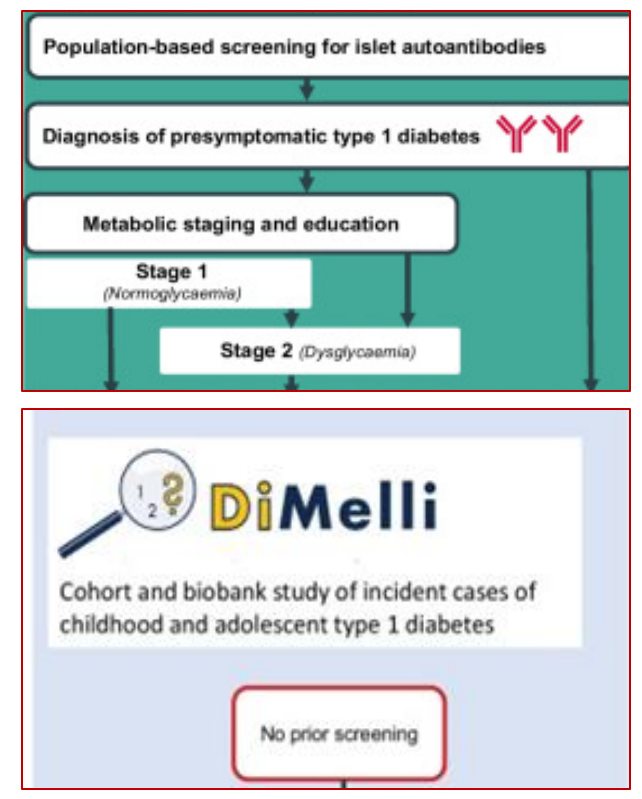 Population-based screening for islet autoantibodies
Diagnosis of presymptomatic type 1 diabetes
Metabolic staging and education
Stage 1
(Normoglycaemia)
Stage 2 (Dysglycaemia)
1
2
?
DiMelli
Cohort and biobank study of incident cases of
childhood and adolescent type 1 diabetes
No prior screening